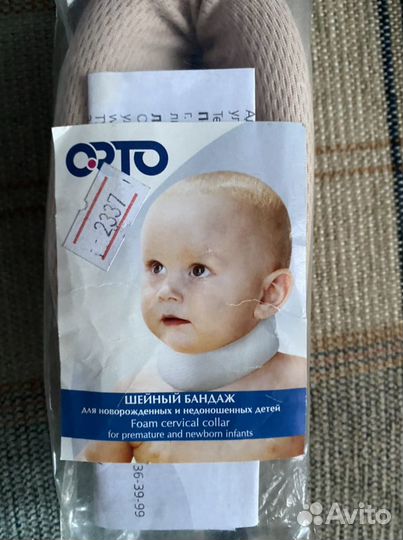 ОРТО
2337
ШЕЙНЫЙ БАНДАЖ
для новорожденных и недоношенных детей
Foam cervical collar
for premature and newborn infants
36-39-99
Avito